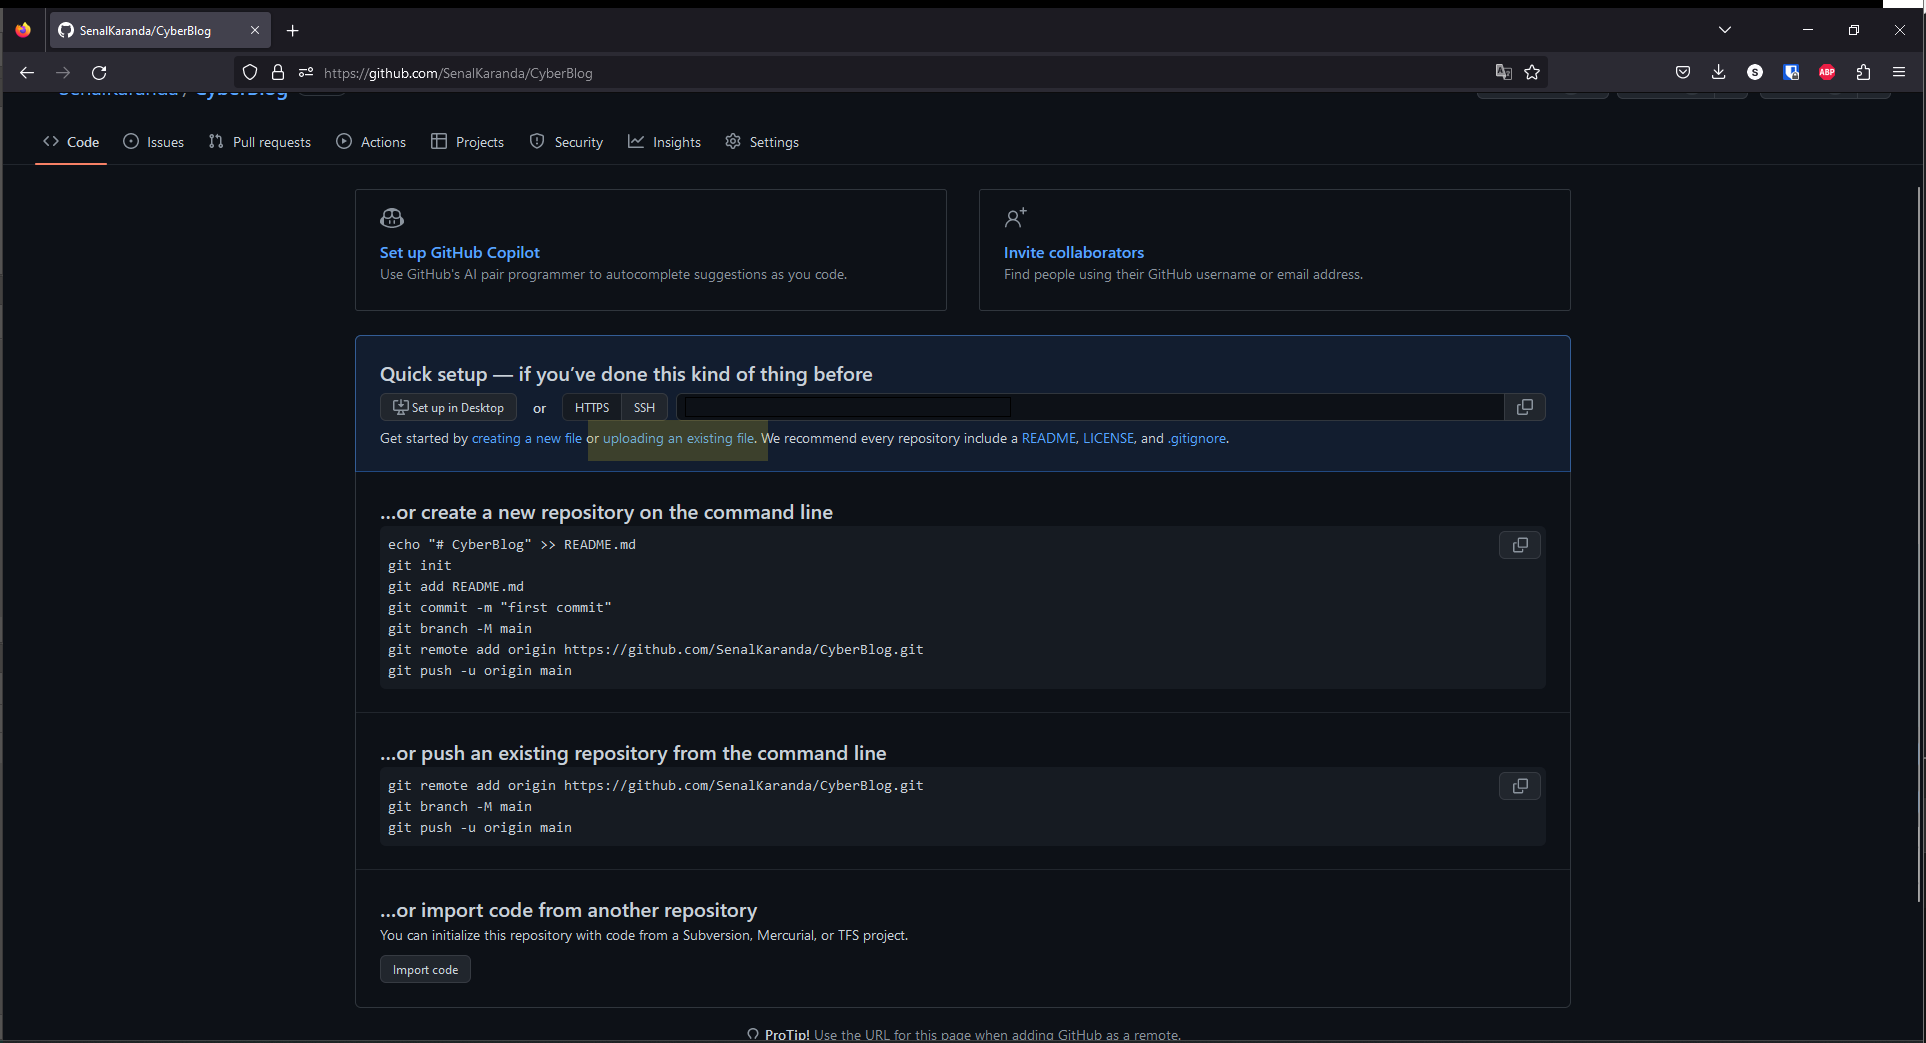 SenalKaranda/CyberBlog
https://github.com/SenalKaranda/CyberBlog
S
ABP
SenalKaranda / CyberBlog
Code Issues Pull requests Actions Projects Security Insights Settings
Set up GitHub Copilot
Use GitHub's AI pair programmer to autocomplete suggestions as you code.
Invite collaborators
Find people using their GitHub username or email address.
Quick setup — if you’ve done this kind of thing before
Set up in Desktop or HTTPS SSH
Get started by creating a new file or uploading an existing file. We recommend every repository include a README, LICENSE, and .gitignore.
…or create a new repository on the command line
echo "# CyberBlog" >> README.md
git init
git add README.md
git commit -m "first commit"
git branch -M main
git remote add origin https://github.com/SenalKaranda/CyberBlog.git
git push -u origin main
…or push an existing repository from the command line
git remote add origin https://github.com/SenalKaranda/CyberBlog.git
git branch -M main
git push -u origin main
…or import code from another repository
You can initialize this repository with code from a Subversion, Mercurial, or TFS project.
Import code
ProTip! Use the URL for this page when adding GitHub as a remote.